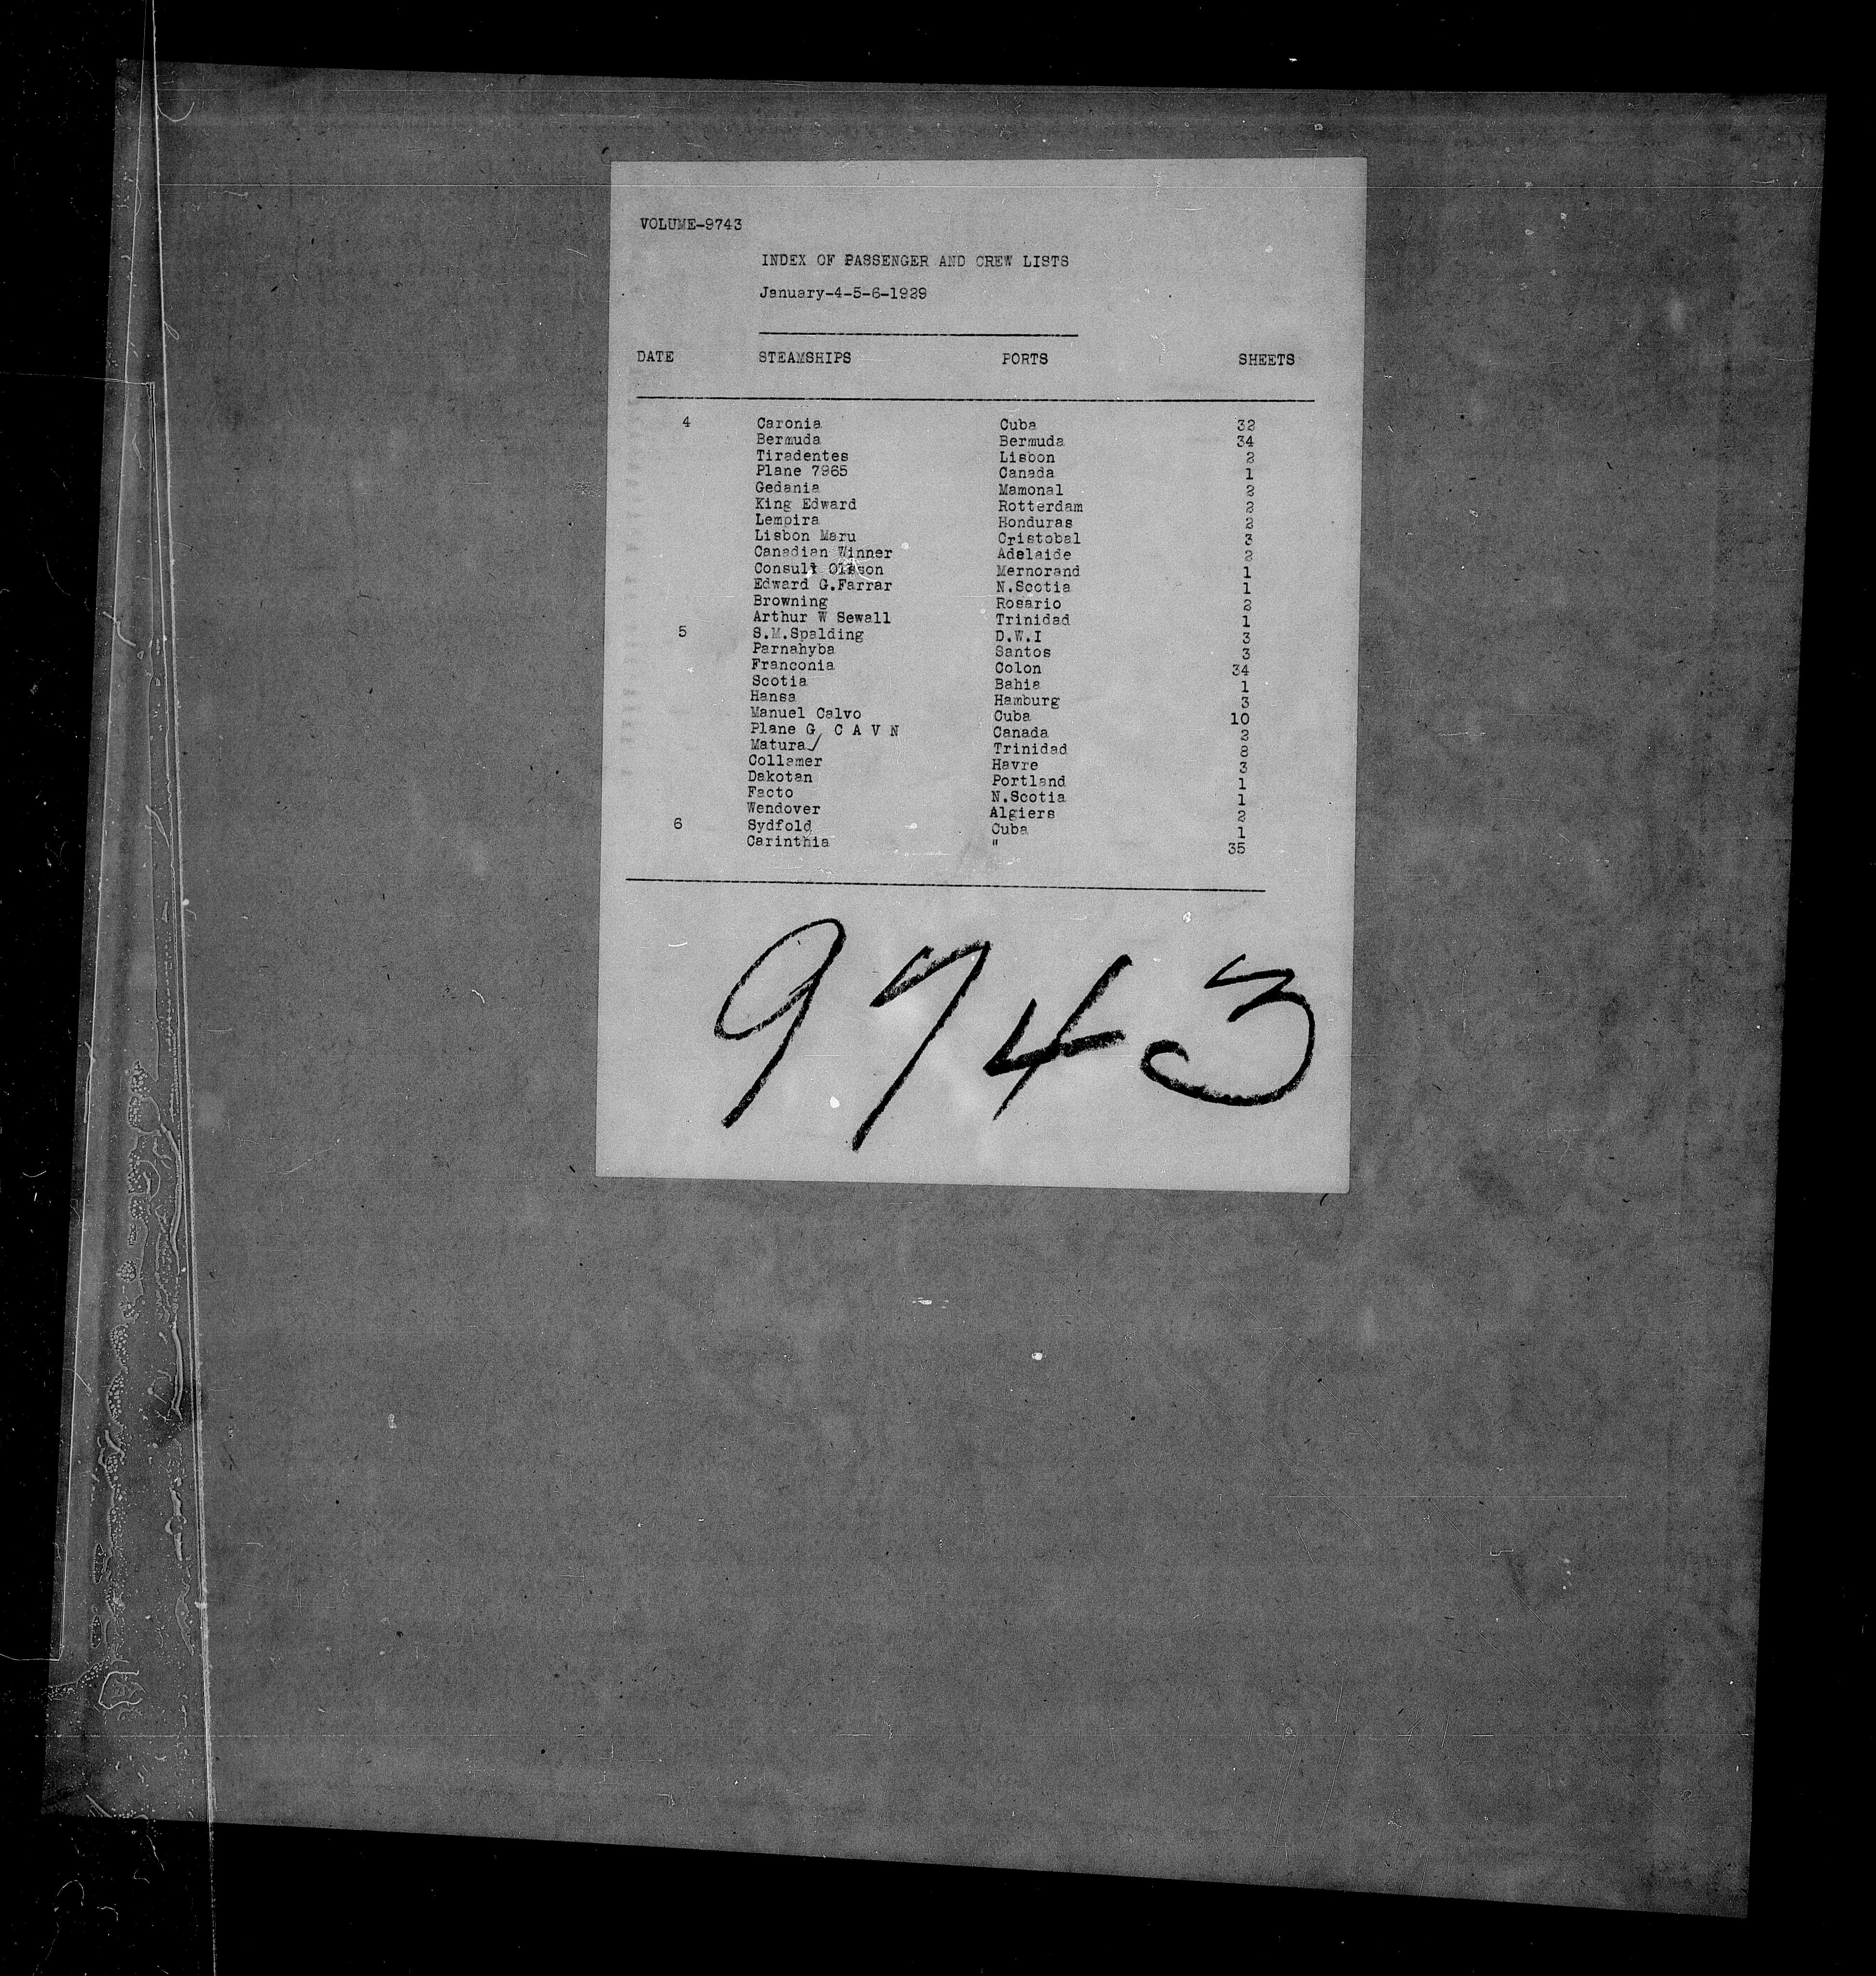 VOLUME-9743
INDEX OF PASSENGER AND CREW LISTS
January-4-5-6-1929
DATE STEAMSHIPS PORTS SHEETS
4 Caronia Cuba 32
Bermuda Bermuda 34
Tiradentes Lisbon 2
Plane 7965 Canada 1
Gedania Mamonal 2
King Edward Rotterdam 2
Lempira Honduras 2
Lisbon Maru Cristobal 3
Canadian Winner Adelaide 2
Consult Olsson Mernorand 1
Edward G.Farrar N.Scotia 1
Browning Rosario 2
Arthur W Sewall Trinidad 1
5 S.M.Spalding D.W.I 3
Parnahyba Santos 3
Franconia Colon 34
Scotia Bahia 1
Hansa Hamburg 3
Manuel Calvo Cuba 10
Plane G C A V N Canada 2
Matura Trinidad 8
Collamer Havre 3
Dakotan Portland 1
Facto N.Scotia 1
Wendover Algiers 2
6 Sydfold Cuba 1
Carinthia " 35
9743